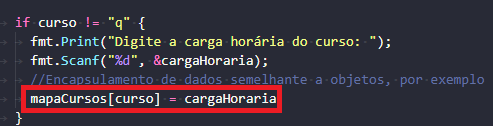 if curso != "q" {
fmt.Print("Digite a carga horária do curso: ");
fmt.Scanf("%d", &cargaHoraria);
//Encapsulamento de dados semelhante a objetos, por exemplo
mapaCursos[curso] = cargaHoraria
}